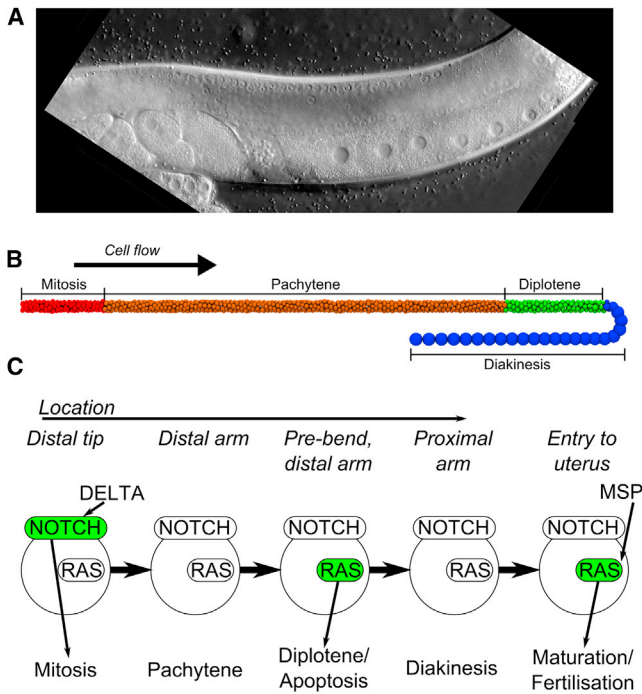 A
B
Cell flow
Mitosis
Pachytene
Diplotene
Diakinesis
C
Location
Distal tip
Distal arm
Pre-bend,
distal arm
Proximal
arm
Entry to
uterus
DELTA
MSP
NOTCH
NOTCH
NOTCH
NOTCH
NOTCH
RAS
RAS
RAS
RAS
RAS
Mitosis
Pachytene
Diplotene/
Apoptosis
Diakinesis
Maturation/
Fertilisation